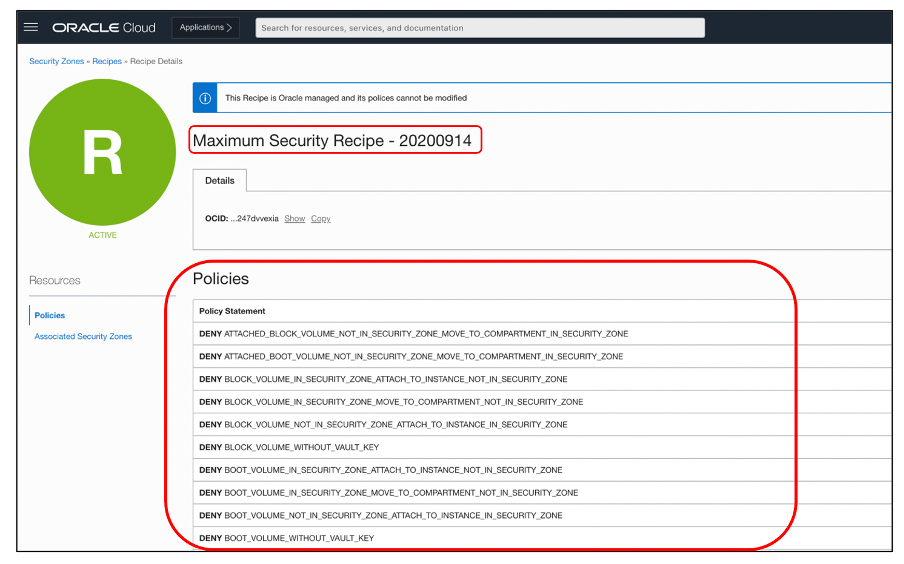 ORACLE Cloud
Applications >
Search for resources, services, and documentation
Security Zones » Recipes » Recipe Details
R
ACTIVE
This Recipe is Oracle managed and its polices cannot be modified
Maximum Security Recipe - 20200914
Details
OCID: ...247dvvexia Show Copy
Resources
Policies
Associated Security Zones
Policies
Policy Statement
DENY ATTACHED_BLOCK_VOLUME_NOT_IN_SECURITY_ZONE_MOVE_TO_COMPARTMENT_IN_SECURITY_ZONE
DENY ATTACHED_BOOT_VOLUME_NOT_IN_SECURITY_ZONE_MOVE_TO_COMPARTMENT_IN_SECURITY_ZONE
DENY BLOCK_VOLUME_IN_SECURITY_ZONE_ATTACH_TO_INSTANCE_NOT_IN_SECURITY_ZONE
DENY BLOCK_VOLUME_IN_SECURITY_ZONE_MOVE_TO_COMPARTMENT_NOT_IN_SECURITY_ZONE
DENY BLOCK_VOLUME_NOT_IN_SECURITY_ZONE_ATTACH_TO_INSTANCE_IN_SECURITY_ZONE
DENY BLOCK_VOLUME_WITHOUT_VAULT_KEY
DENY BOOT_VOLUME_IN_SECURITY_ZONE_ATTACH_TO_INSTANCE_NOT_IN_SECURITY_ZONE
DENY BOOT_VOLUME_IN_SECURITY_ZONE_MOVE_TO_COMPARTMENT_NOT_IN_SECURITY_ZONE
DENY BOOT_VOLUME_NOT_IN_SECURITY_ZONE_ATTACH_TO_INSTANCE_IN_SECURITY_ZONE
DENY BOOT_VOLUME_WITHOUT_VAULT_KEY